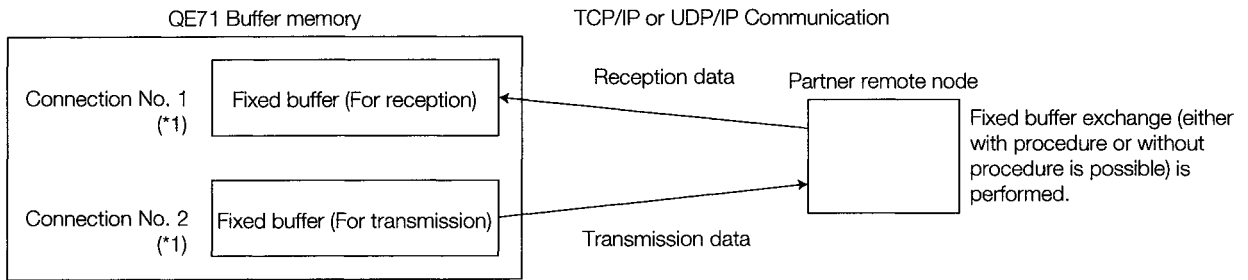 QE71 Buffer memory
TCP/IP or UDP/IP Communication
Connection No. 1
(*1)
Fixed buffer (For reception)
Reception data
Partner remote node
Fixed buffer exchange (either
with procedure or without
procedure is possible) is
performed.
Connection No. 2
(*1)
Fixed buffer (For transmission)
Transmission data